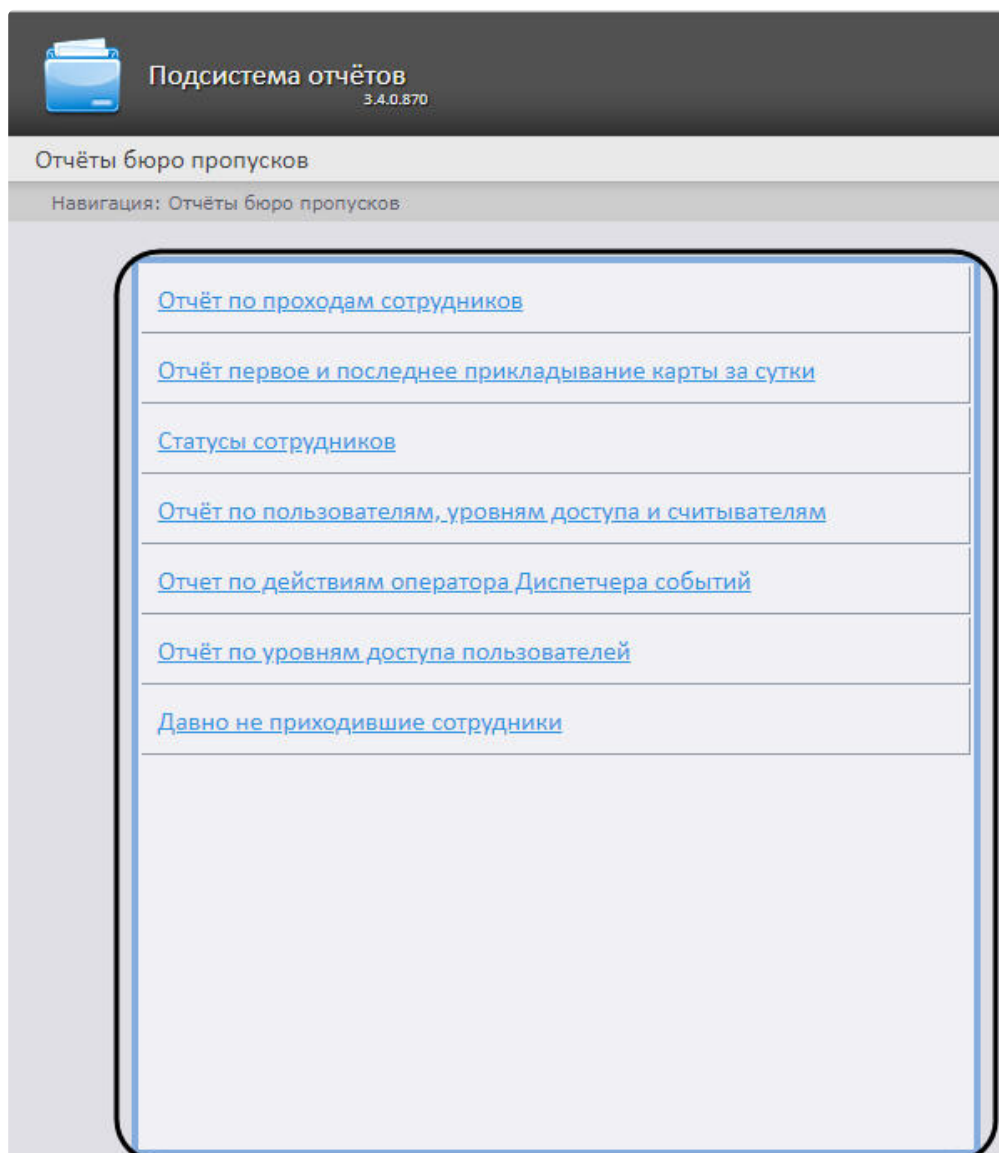 Подсистема отчётов
3.4.0.870
Отчёты бюро пропусков
Навигация: Отчёты бюро пропусков
Отчёт по проходам сотрудников
Отчёт первое и последнее прикладывание карты за сутки
Статусы сотрудников
Отчёт по пользователям, уровням доступа и считывателям
Отчет по действиям оператора Диспетчера событий
Отчёт по уровням доступа пользователей
Давно не приходившие сотрудники